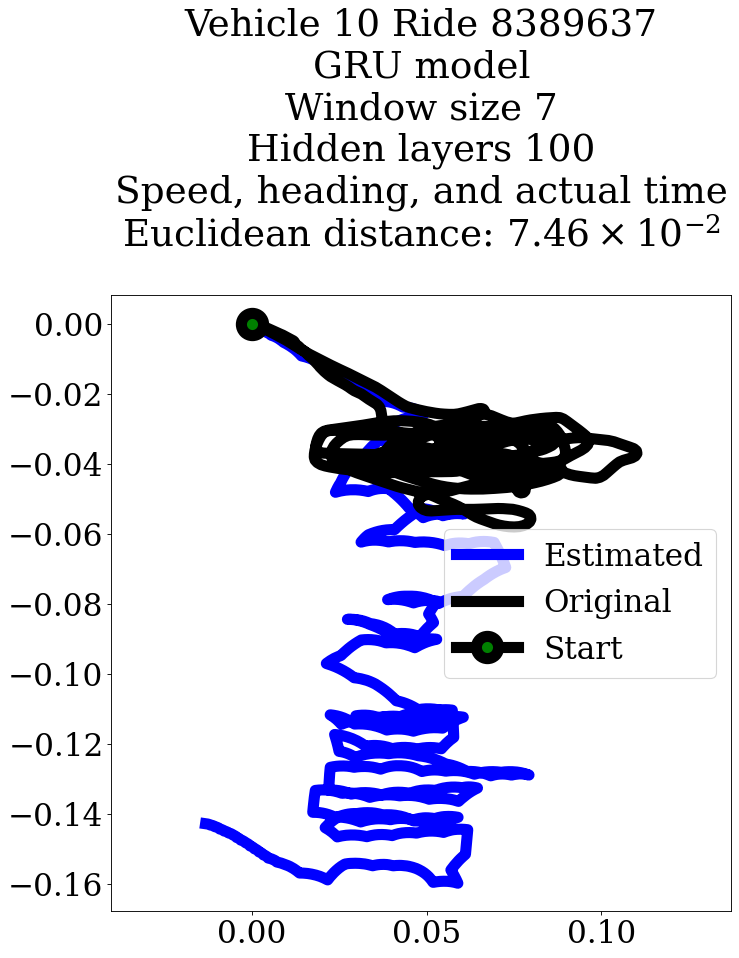 Vehicle 10 Ride 8389637
GRU model
Window size 7
Hidden layers 100
Speed, heading, and actual time
Euclidean distance: 7.46 × 10⁻²
0.00
−0.02
−0.04
−0.06
−0.08
−0.10
−0.12
−0.14
−0.16
Estimated
Original
Start
0.00 0.05 0.10